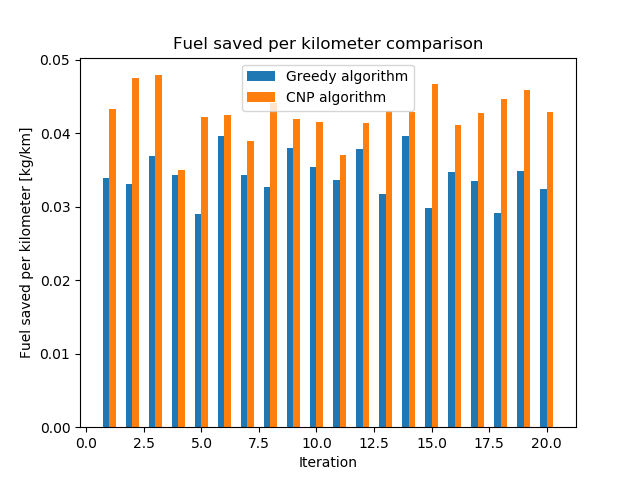 Fuel saved per kilometer comparison
Greedy algorithm
CNP algorithm
Fuel saved per kilometer [kg/km]
0.05
0.04
0.03
0.02
0.01
0.00
0.0 2.5 5.0 7.5 10.0 12.5 15.0 17.5 20.0
Iteration